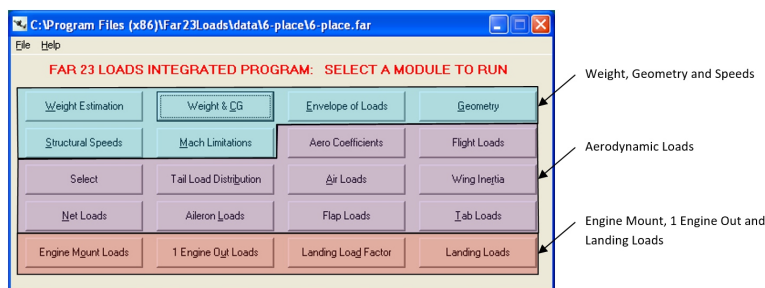 C:\Program Files (x86)\Far23Loads\data\6-place\6-place.far
File Help
FAR 23 LOADS INTEGRATED PROGRAM: SELECT A MODULE TO RUN
Weight Estimation Weight & CG Envelope of Loads Geometry
Structural Speeds Mach Limitations Aero Coefficients Flight Loads
Select Tail Load Distribution Air Loads Wing Inertia
Net Loads Aileron Loads Flap Loads Tab Loads
Engine Mount Loads 1 Engine Out Loads Landing Load Factor Landing Loads
Weight, Geometry and Speeds
Aerodynamic Loads
Engine Mount, 1 Engine Out and
Landing Loads